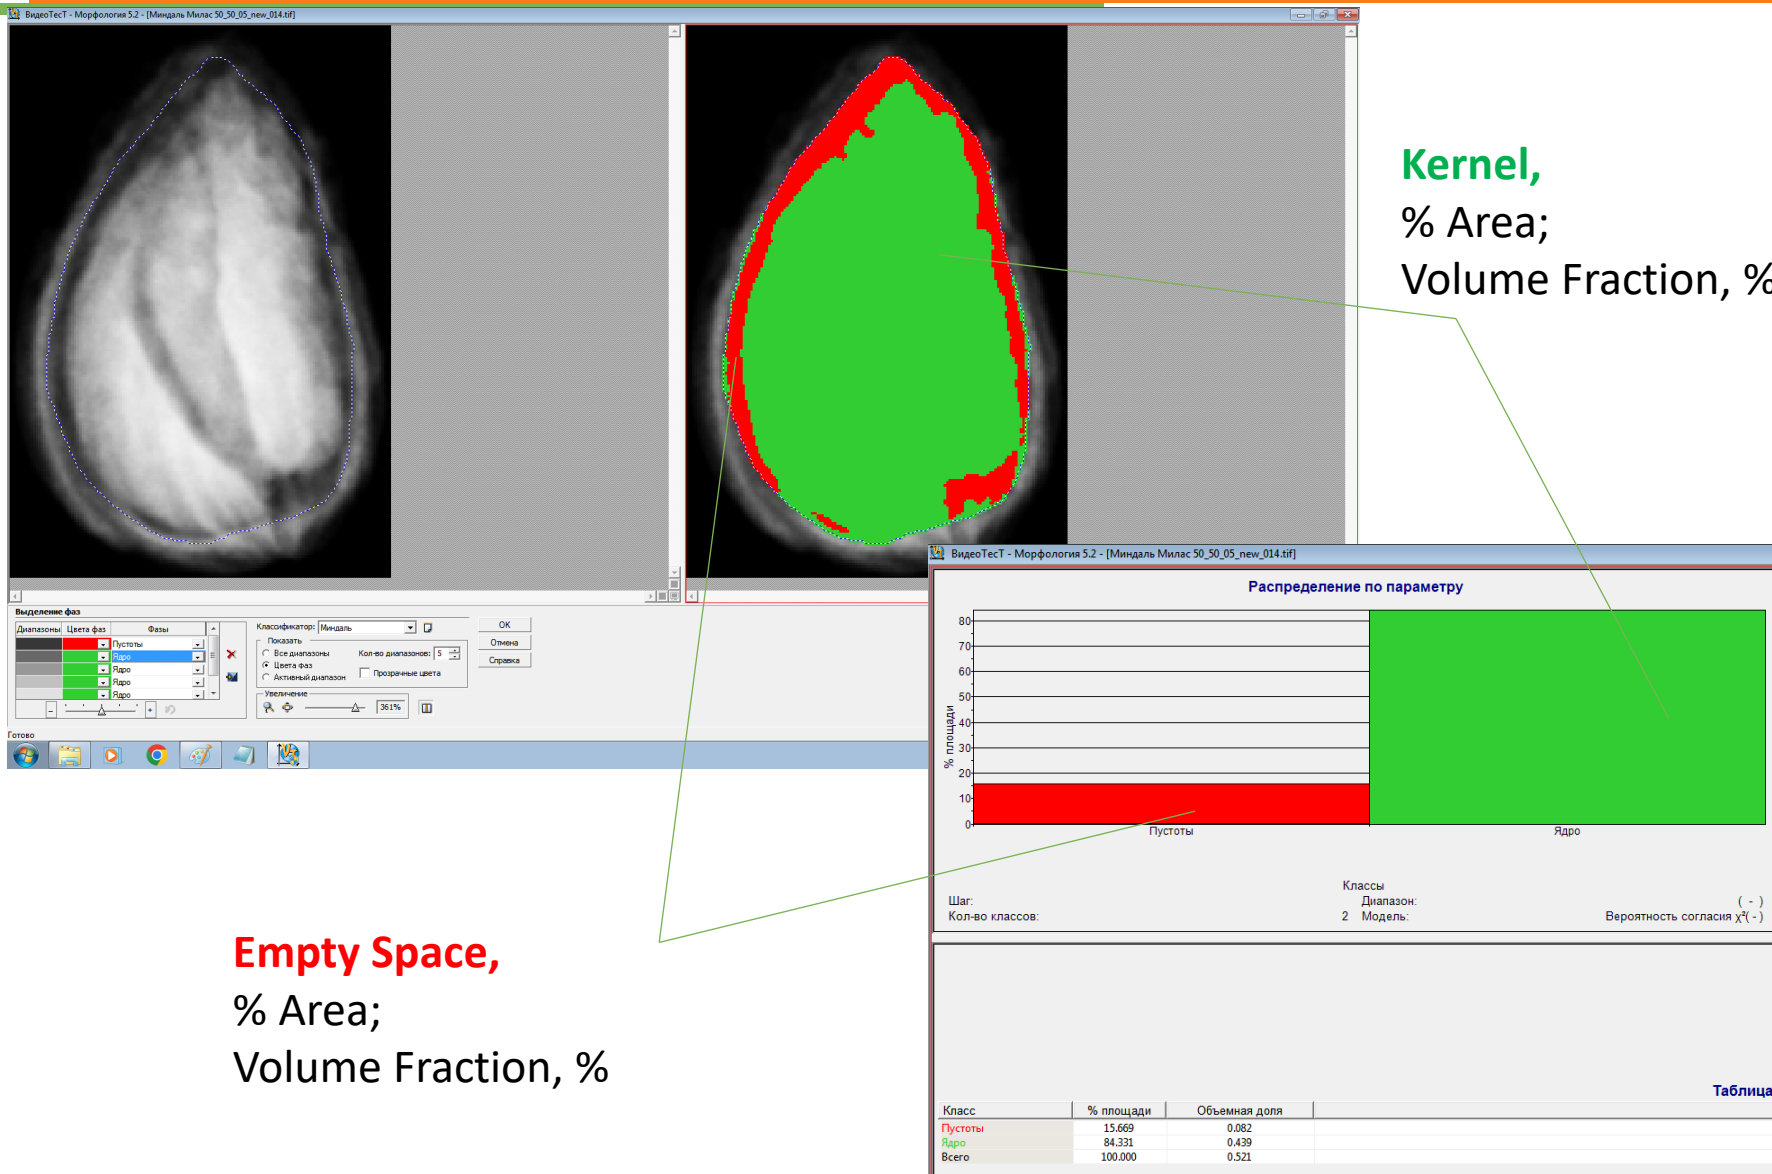 ВидеоТесТ - Морфология 5.2 - [Миндаль Милас 50_50_05_new_014.tif]
Kernel,
% Area;
Volume Fraction, %
Выделение фаз
Диапазоны Цвета фаз Фазы
Пустоты
Ядро
Ядро
Ядро
Ядро
Классификатор: Миндаль
Показать
Все диапазоны
Цвета фаз
Активный диапазон
Кол-во диапазонов: 5
Прозрачные цвета
Увеличение
361%
OK
Отмена
Справка
Готово
ВидеоТесТ - Морфология 5.2 - [Миндаль Милас 50_50_05_new_014.tif]
Распределение по параметру
% площади
80
70
60
50
40
30
20
10
0
Пустоты Ядро
Классы
Шаг: Диапазон: ( - )
Кол-во классов: 2 Модель: Вероятность согласия χ²( - )
Empty Space,
% Area;
Volume Fraction, %
Таблица
Класс % площади Объемная доля
Пустоты 15.669 0.082
Ядро 84.331 0.439
Всего 100.000 0.521